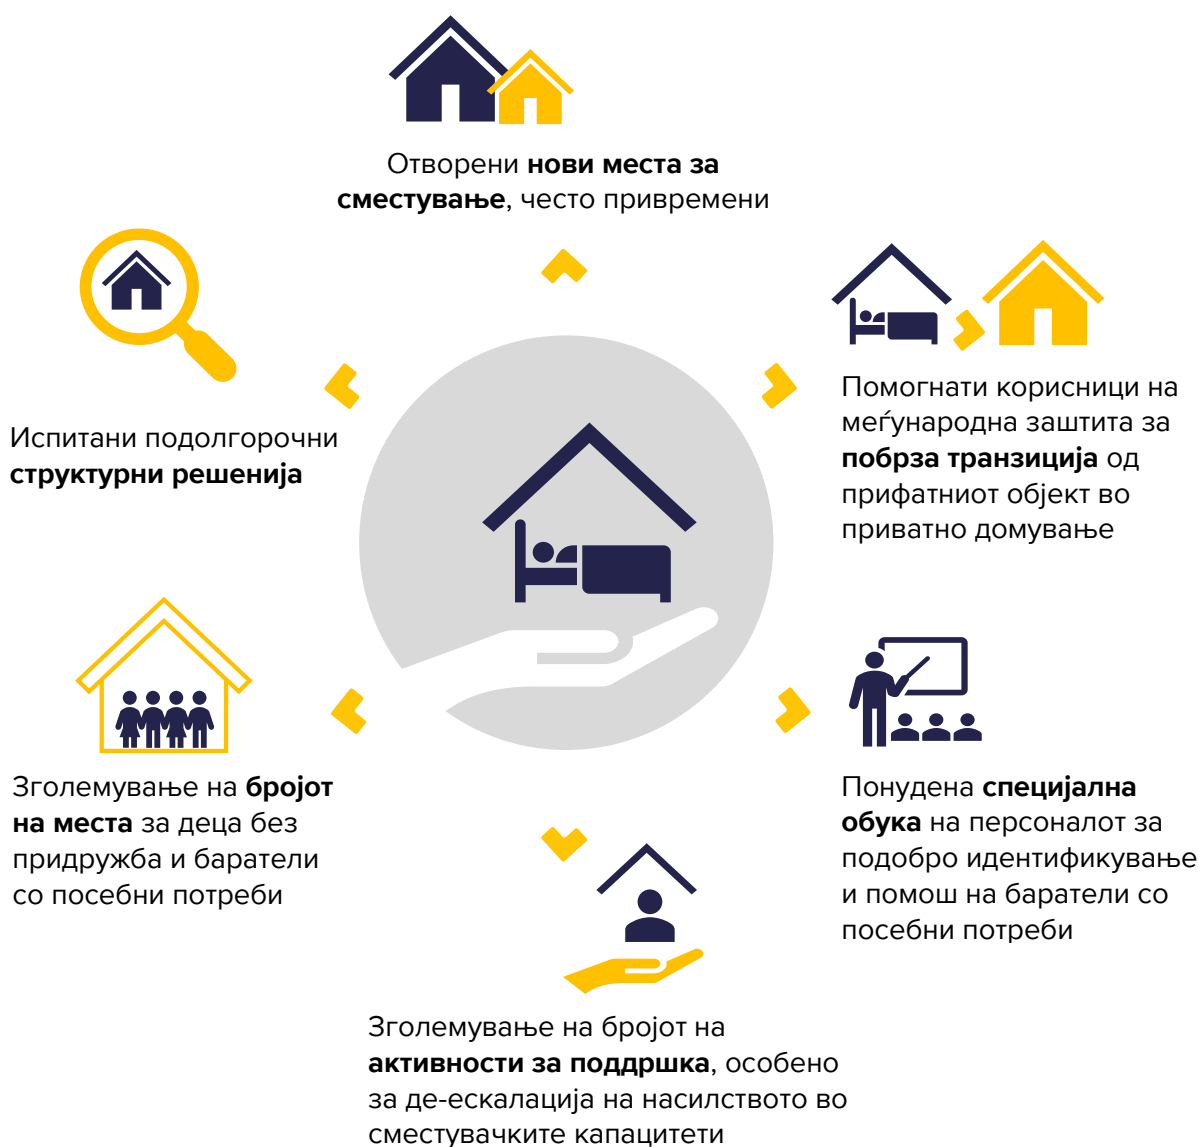 Отворени нови места за
сместување, често привремени
Помогнати корисници на
меѓународна заштита за
побрза транзиција од
прифатниот објект во
приватно домување
Испитани подолгорочни
структурни решенија
Зголемување на бројот
на места за деца без
придружба и баратели
со посебни потреби
Понудена специјална
обука на персоналот за
подобро идентификување
и помош на баратели со
посебни потреби
Зголемување на бројот на
активности за поддршка, особено
за де-ескалација на насилството во
сместувачките капацитети